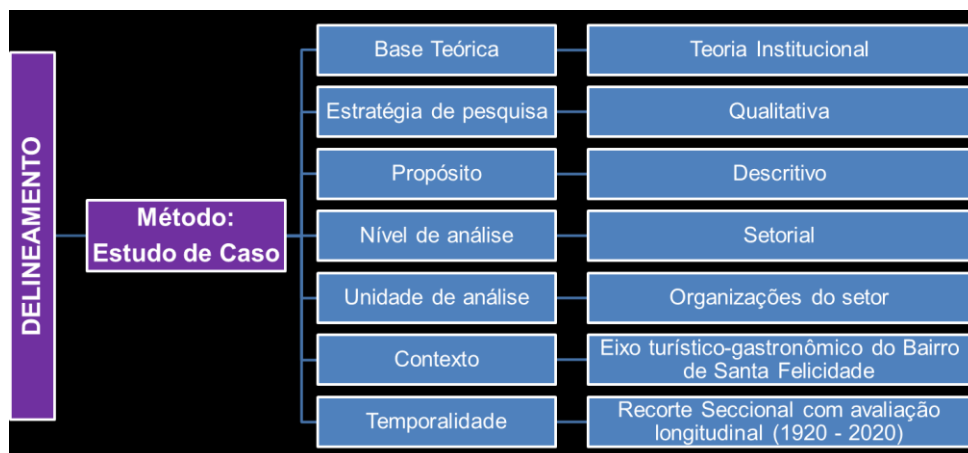 DELINEAMENTO
Método:
Estudo de Caso
Base Teórica
Teoria Institucional
Estratégia de pesquisa
Qualitativa
Propósito
Descritivo
Nível de análise
Setorial
Unidade de análise
Organizações do setor
Contexto
Eixo turístico-gastronômico do Bairro
de Santa Felicidade
Temporalidade
Recorte Seccional com avaliação
longitudinal (1920 - 2020)